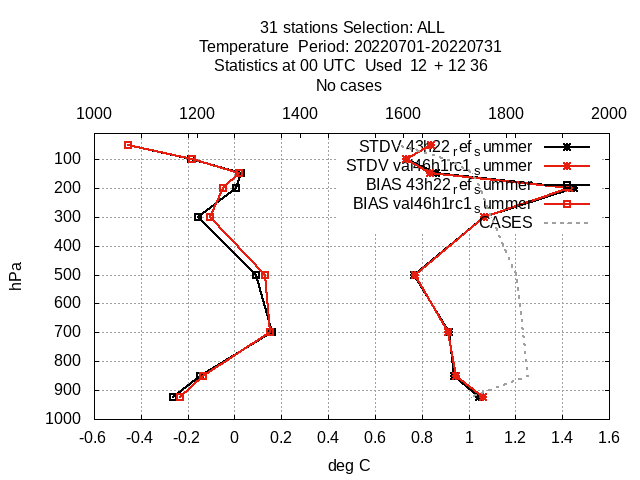 31 stations Selection: ALL
Temperature  Period: 20220701-20220731
Statistics at 00 UTC  Used  12  + 12 36
No cases
1000 1200 1400 1600 1800 2000
STDV 43h22_ref_summer
STDV val46h1rc1_summer
BIAS 43h22_ref_summer
BIAS val46h1rc1_summer
CASES
hPa
100
200
300
400
500
600
700
800
900
1000
-0.6 -0.4 -0.2 0 0.2 0.4 0.6 0.8 1 1.2 1.4 1.6
deg C